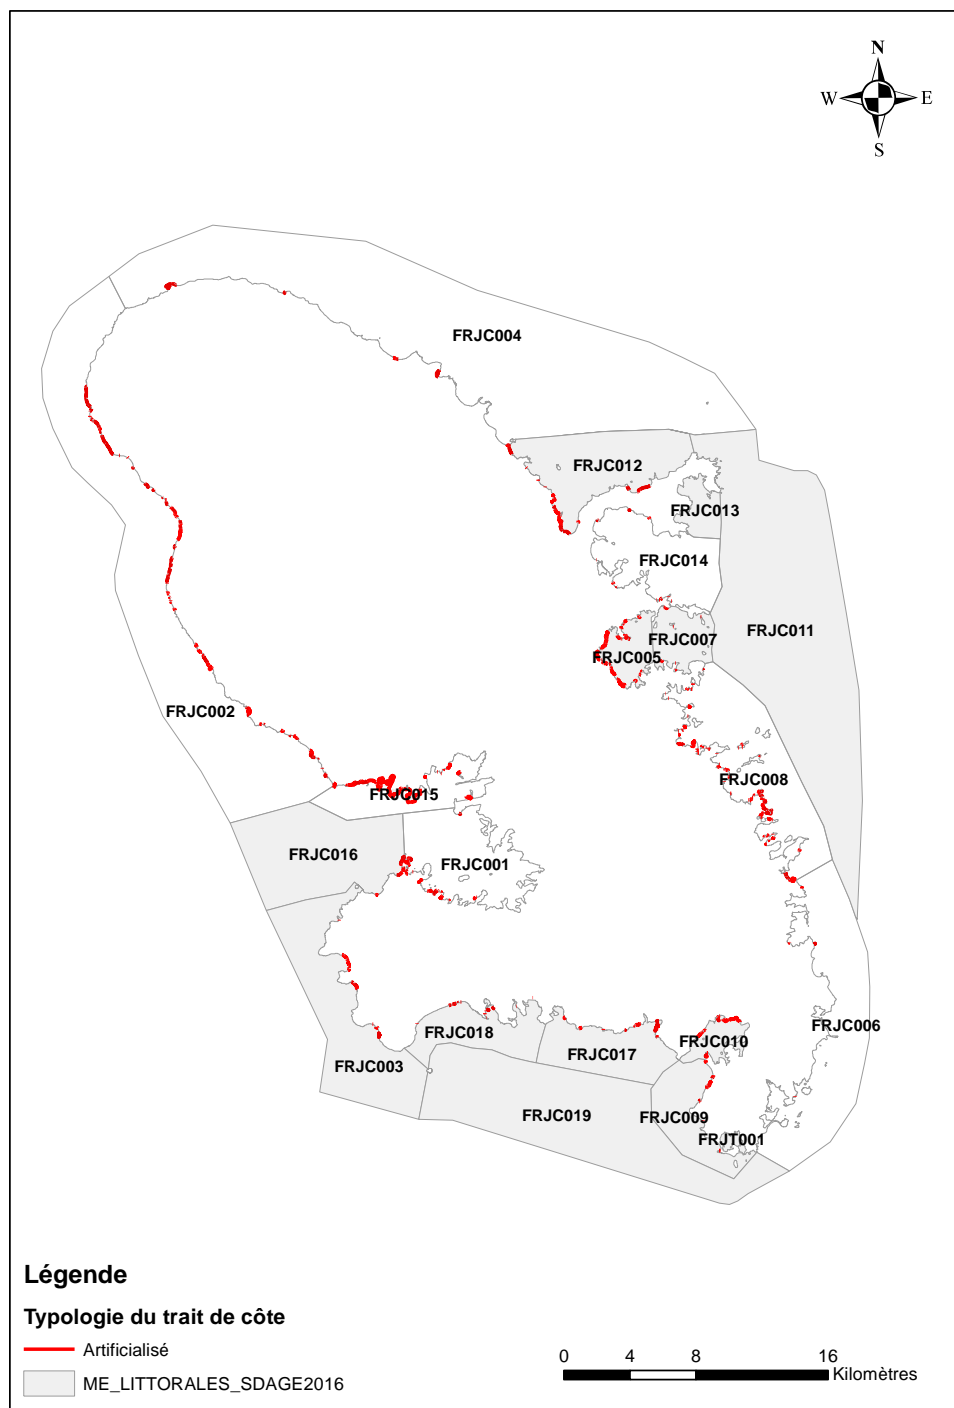 N
W E
S
FRJC004
FRJC012
FRJC013
FRJC014
FRJC011
FRJC007
FRJC005
FRJC002
FRJC008
FRJC015
FRJC016
FRJC001
FRJC006
FRJC018
FRJC010
FRJC017
FRJC003
FRJC019
FRJC009
FRJT001
Légende
Typologie du trait de côte
Artificialisé
ME_LITTORALES_SDAGE2016
0 4 8 16
Kilomètres